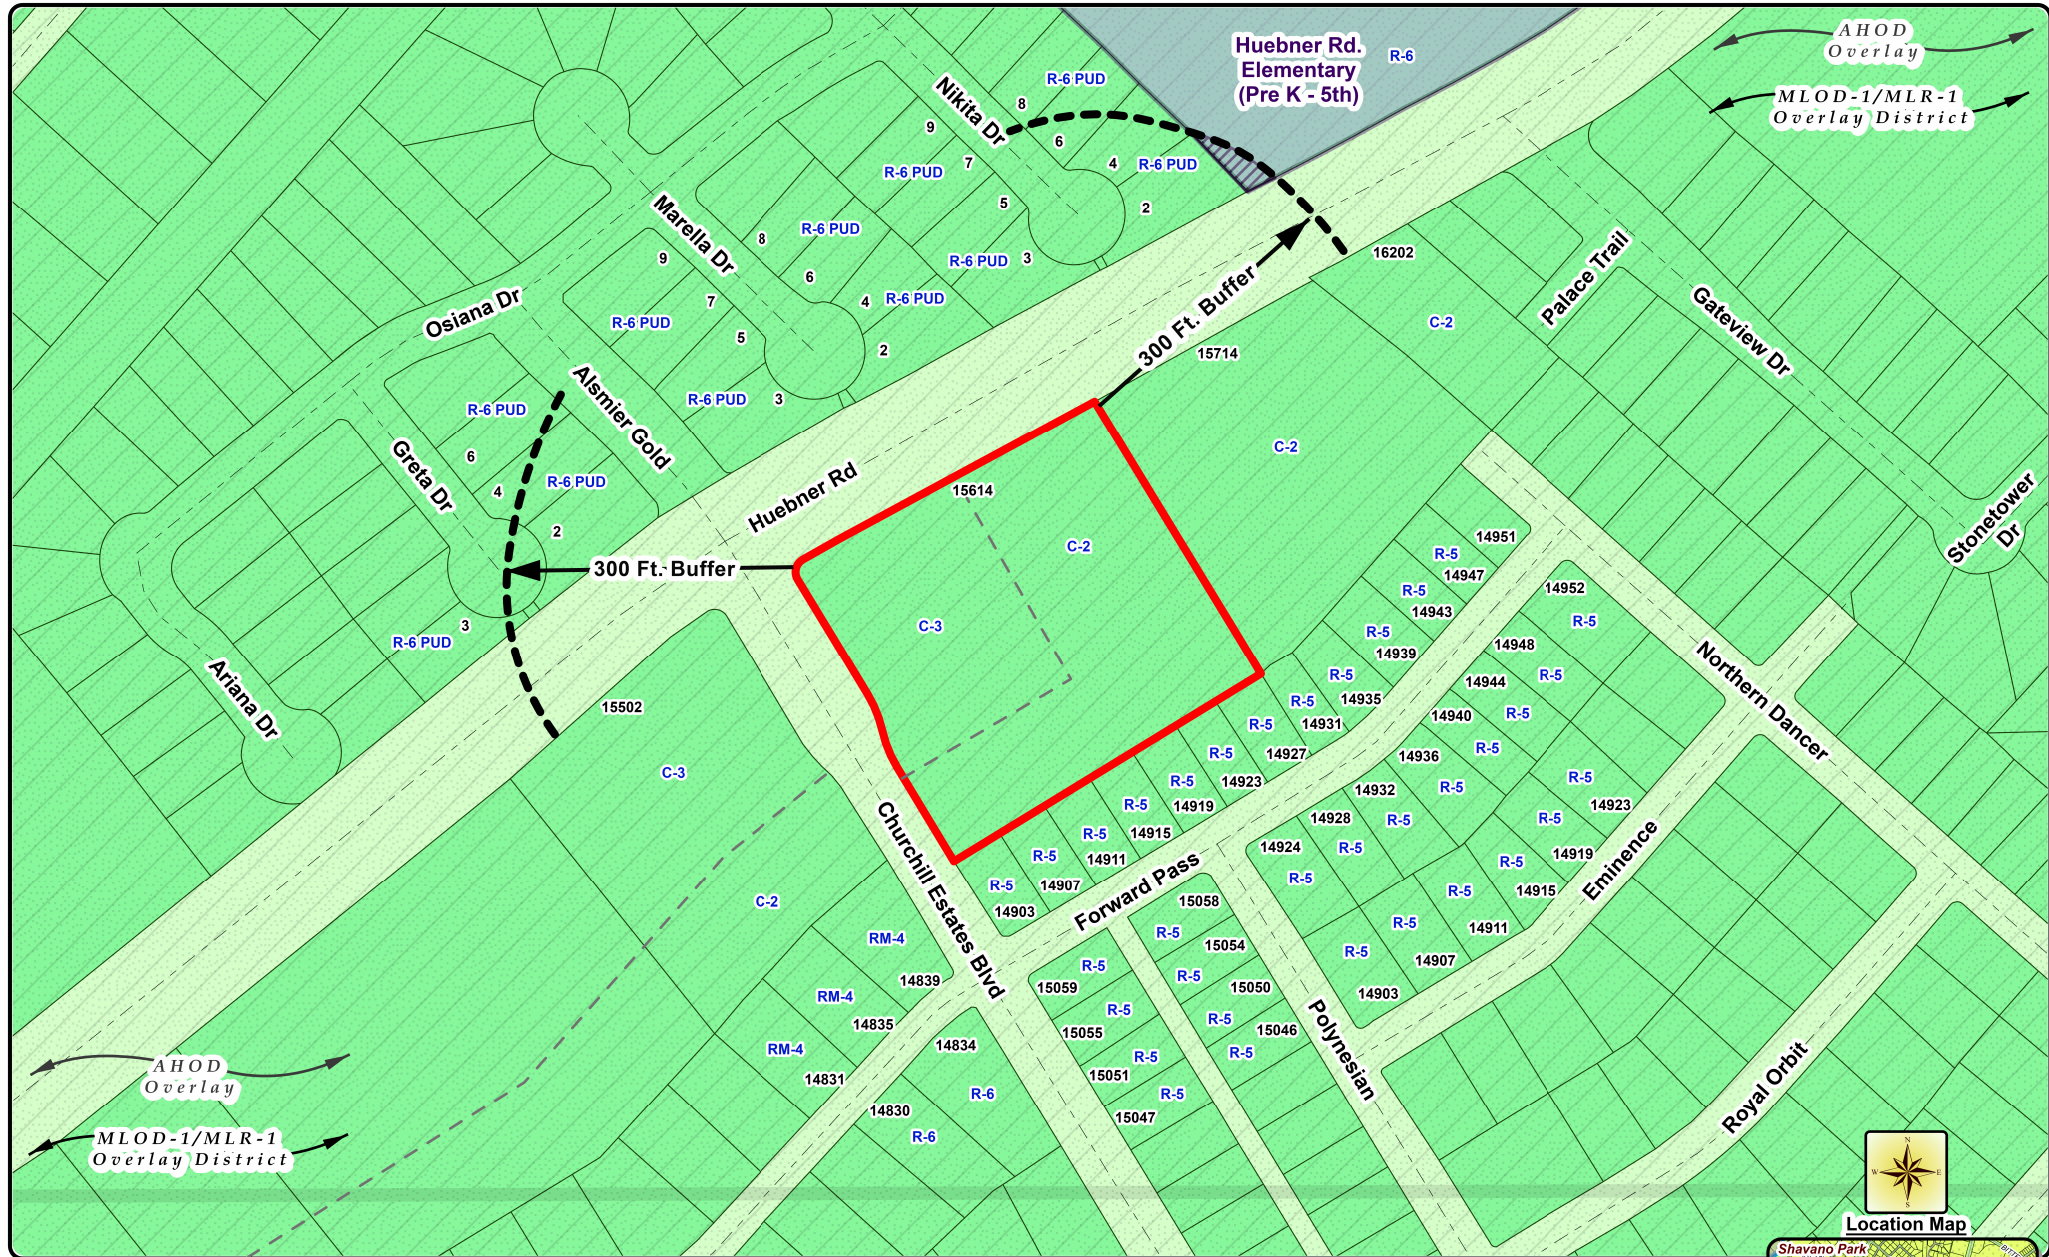 Huebner Rd.
Elementary
(Pre K - 5th)
R-6
AHOD
Overlay
MLOD-1/MLR-1
Overlay District
Nikita Dr
R-6 PUD
8
9
6
7
4
R-6 PUD
R-6 PUD
5
2
3
R-6 PUD
Marella Dr
8
R-6 PUD
9
6
7
4
R-6 PUD
R-6 PUD
5
2
3
R-6 PUD
Osiana Dr
Alsmier Gold
R-6 PUD
6
4
R-6 PUD
2
Greta Dr
3
R-6 PUD
Ariana Dr
300 Ft. Buffer
300 Ft. Buffer
Huebner Rd
16202
C-2
15714
C-2
Palace Trail
Gateview Dr
Stonetower
Dr
15614
C-2
C-3
15502
C-3
C-2
14951
R-5
14947
R-5
14943
R-5
14939
R-5
14935
R-5
14931
R-5
14927
R-5
14923
R-5
14919
R-5
14915
R-5
14911
R-5
14907
R-5
14903
14952
R-5
14948
R-5
14944
R-5
14940
R-5
14936
R-5
14932
R-5
14928
R-5
14924
R-5
Northern Dancer
R-5
14923
R-5
14919
R-5
14915
R-5
14911
R-5
14907
R-5
14903
Eminence
Forward Pass
Churchill Estates Blvd
Polynesian
Royal Orbit
15058
R-5
15054
R-5
15050
R-5
15046
R-5
R-5
15059
R-5
15055
R-5
15051
R-5
15047
RM-4
14839
RM-4
14835
RM-4
14831
14834
R-6
14830
R-6
AHOD
Overlay
MLOD-1/MLR-1
Overlay District
N
W
E
S
Location Map
Shavano Park